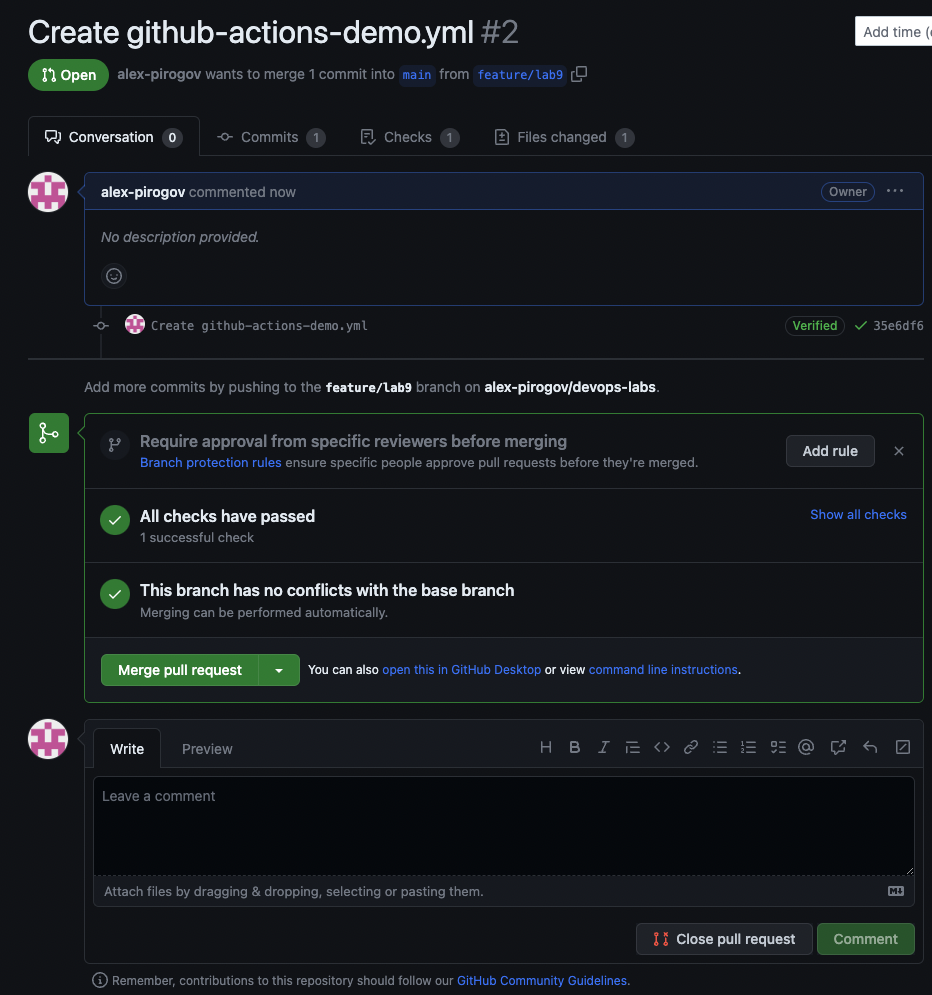 Create github-actions-demo.yml #2
Add time (
Open alex-pirogov wants to merge 1 commit into main from feature/lab9
Conversation 0 Commits 1 Checks 1 Files changed 1
alex-pirogov commented now Owner
No description provided.
Create github-actions-demo.yml Verified 35e6df6
Add more commits by pushing to the feature/lab9 branch on alex-pirogov/devops-labs.
Require approval from specific reviewers before merging
Branch protection rules ensure specific people approve pull requests before they're merged.
Add rule
All checks have passed
1 successful check
Show all checks
This branch has no conflicts with the base branch
Merging can be performed automatically.
Merge pull request You can also open this in GitHub Desktop or view command line instructions.
Write Preview
Leave a comment
Attach files by dragging & dropping, selecting or pasting them.
Close pull request Comment
Remember, contributions to this repository should follow our GitHub Community Guidelines.